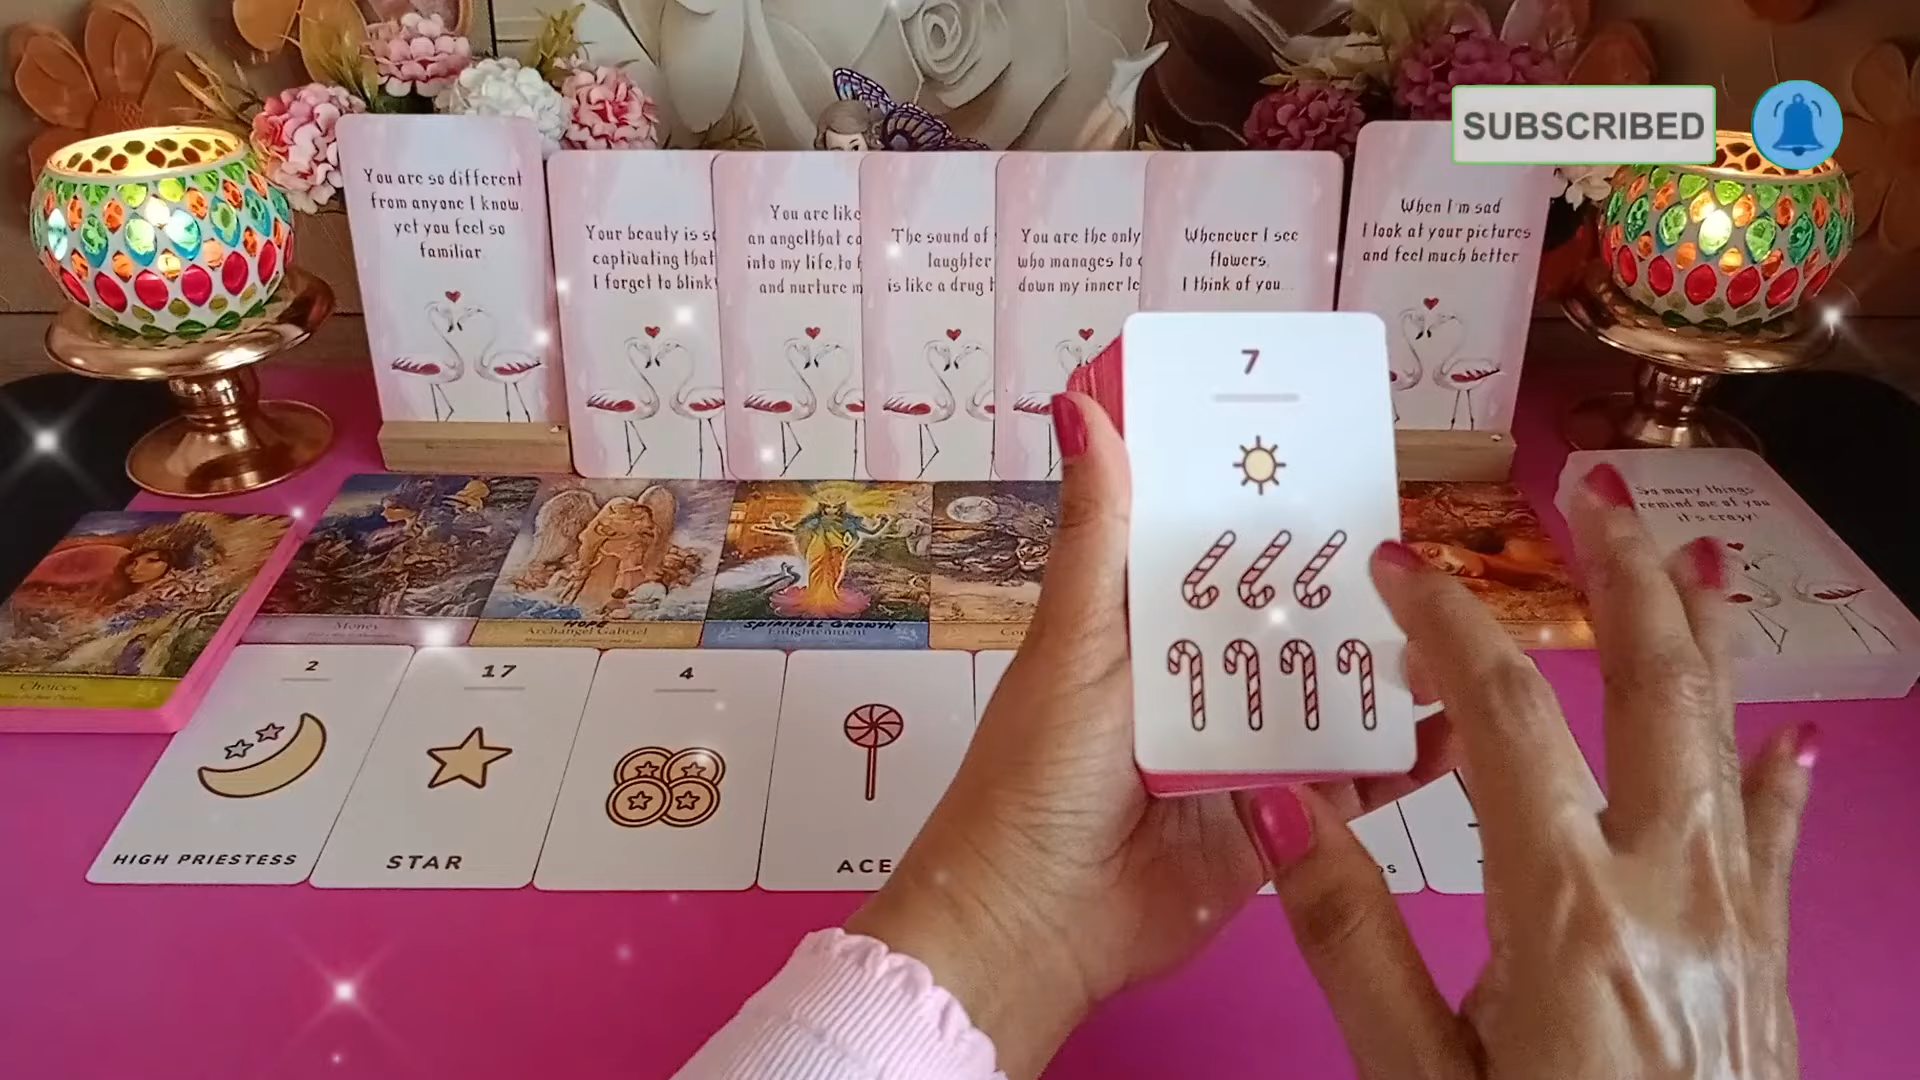 SUBSCRIBED
You are so different
from anyone I know,
yet you feel so
familiar
Your beauty is
captivating that
I forget to blink
You are like
an angel that
into my life, to
and nurture
The sound of
laughter
is like a drug
You are the only
who manages to
down my inner
Whenever I see
flowers,
I think of you...
When I'm sad
I look at your pictures
and feel much better
So many things
remind me of you
it's crazy!
7
Choices
Money
HOPE
Archangel Gabriel
SPIRITUAL GROWTH
Enlightenment
2
HIGH PRIESTESS
17
STAR
4
ACE